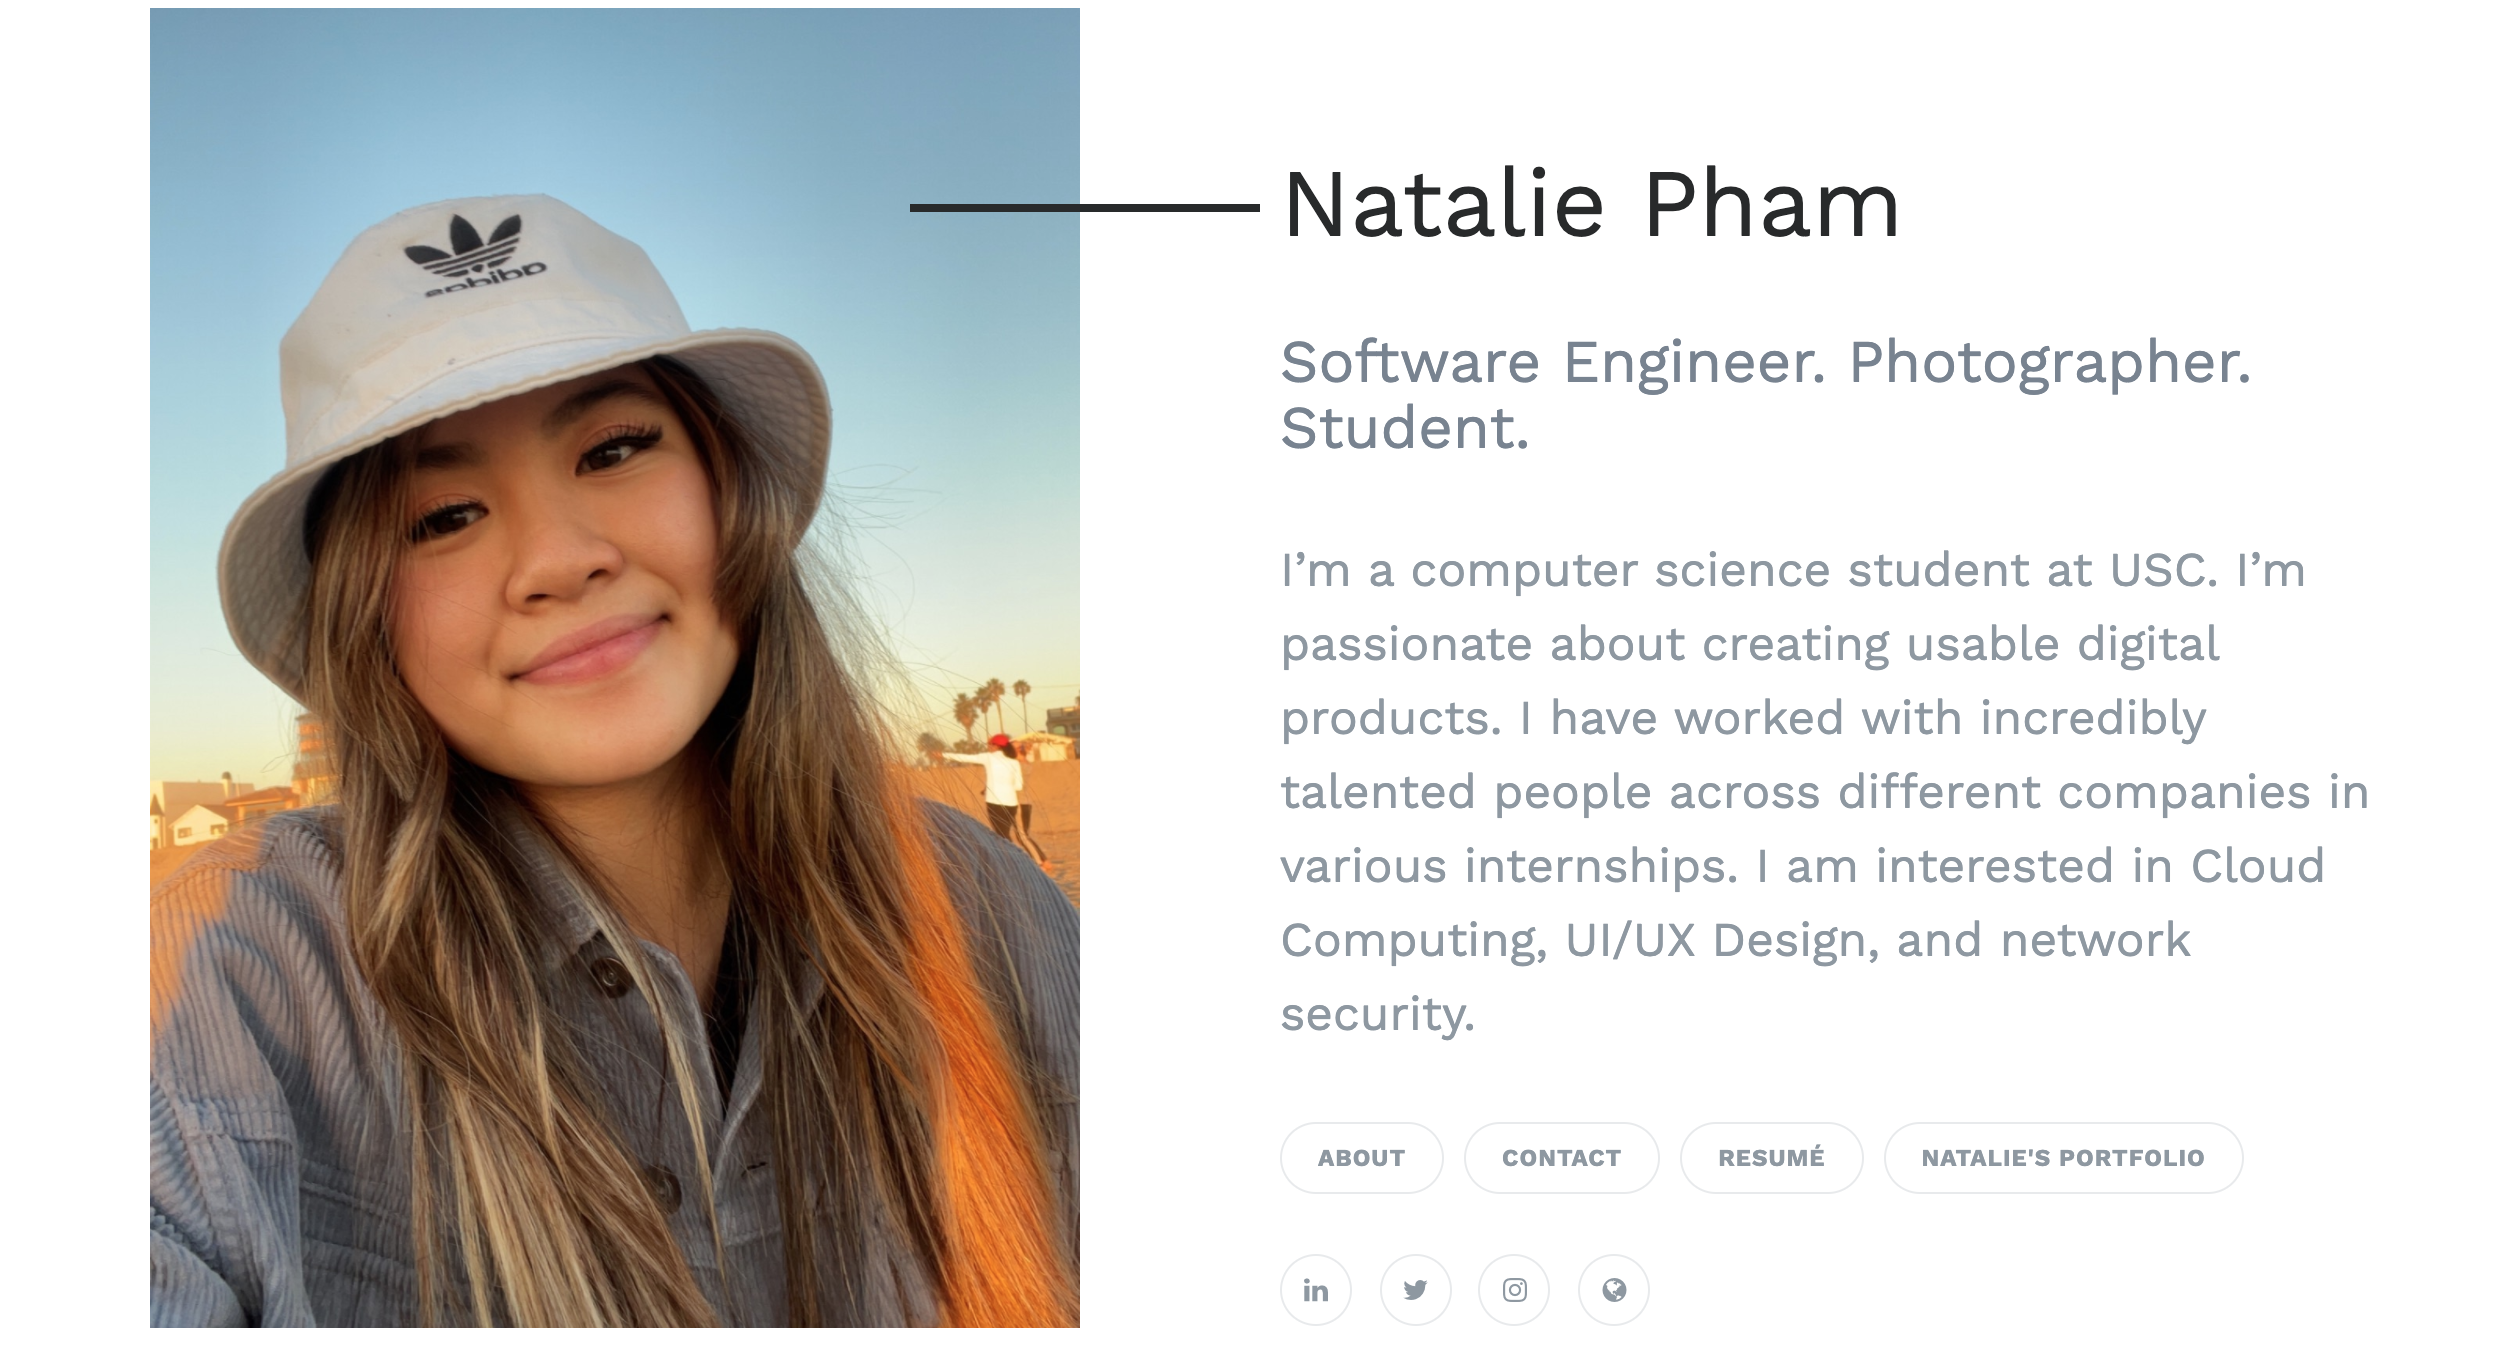 adidas
Natalie Pham
Software Engineer. Photographer.
Student.
I’m a computer science student at USC. I’m
passionate about creating usable digital
products. I have worked with incredibly
talented people across different companies in
various internships. I am interested in Cloud
Computing, UI/UX Design, and network
security.
ABOUT CONTACT RESUMÉ NATALIE'S PORTFOLIO
in